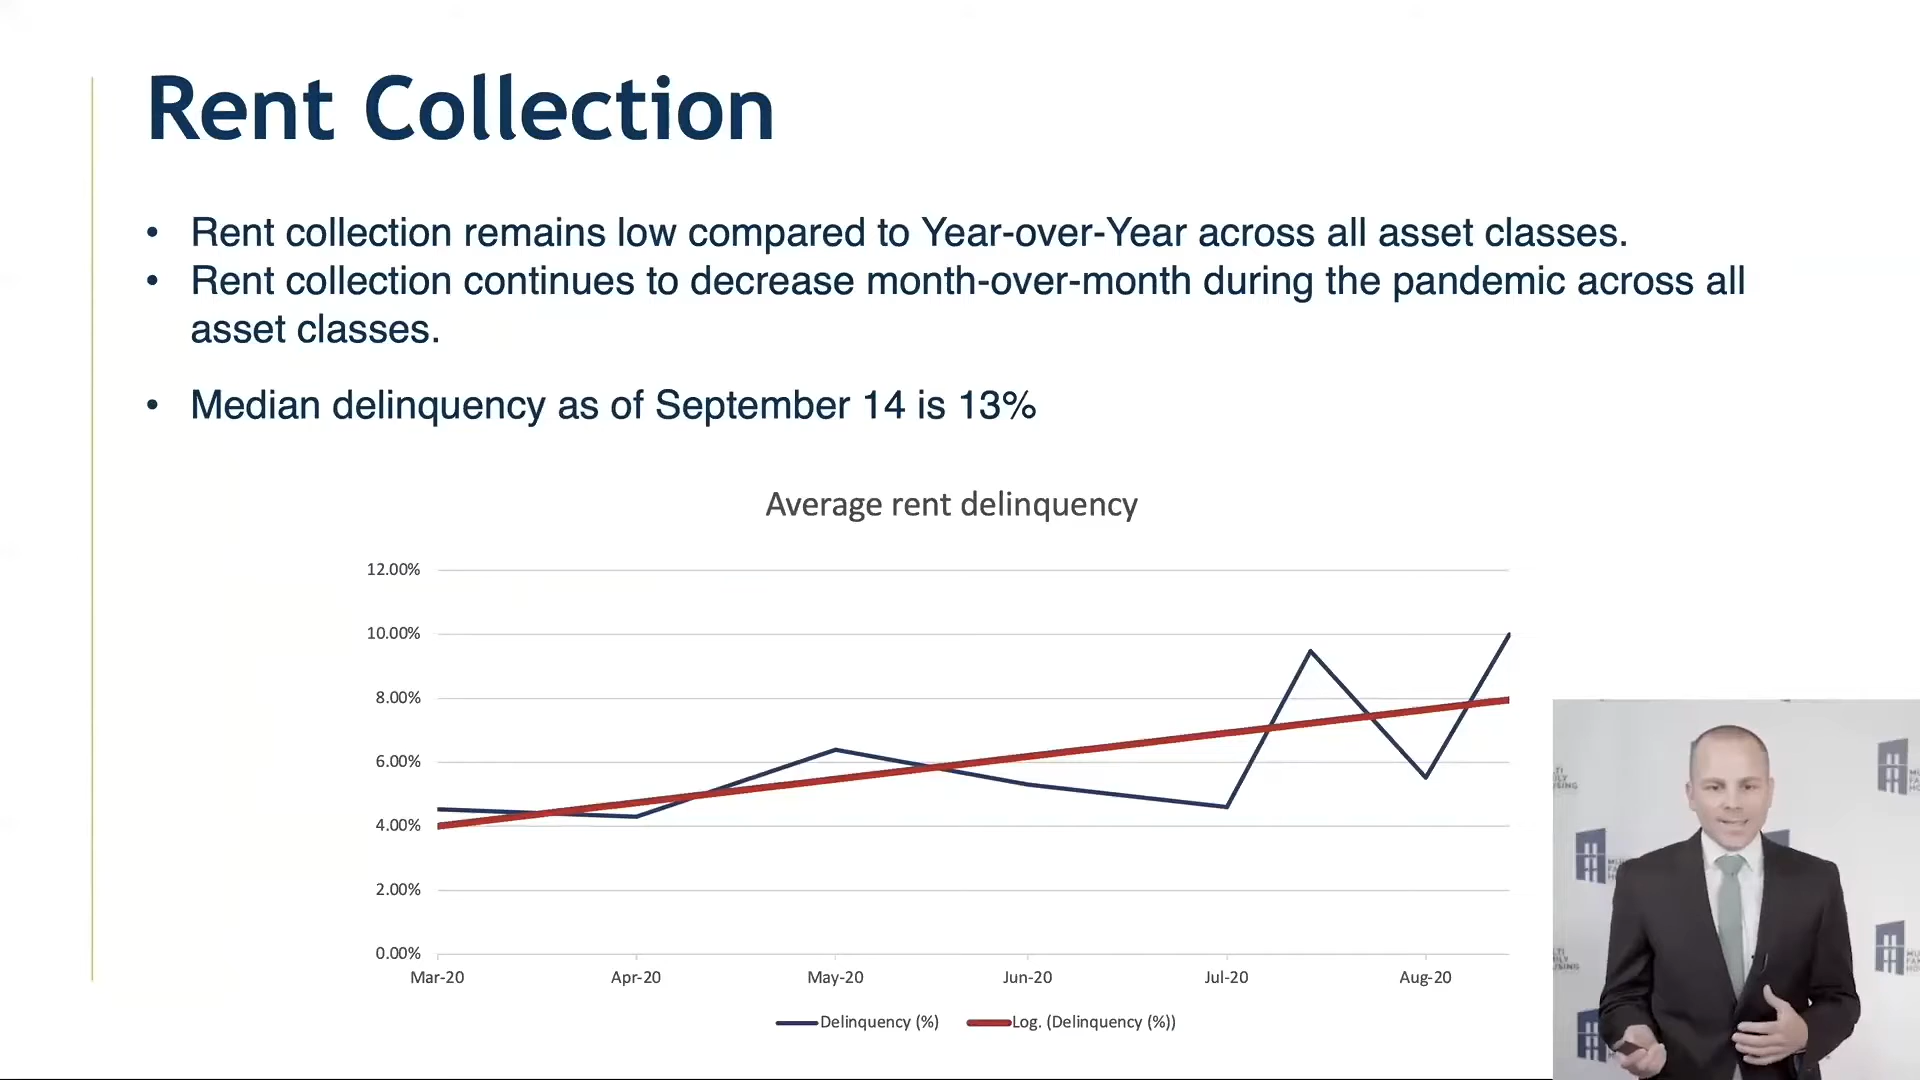 Rent Collection
• Rent collection remains low compared to Year-over-Year across all asset classes.
• Rent collection continues to decrease month-over-month during the pandemic across all
asset classes.
• Median delinquency as of September 14 is 13%
Average rent delinquency
12.00%
10.00%
8.00%
6.00%
4.00%
2.00%
0.00%
Mar-20 Apr-20 May-20 Jun-20 Jul-20 Aug-20
Delinquency (%) Log. (Delinquency (%))